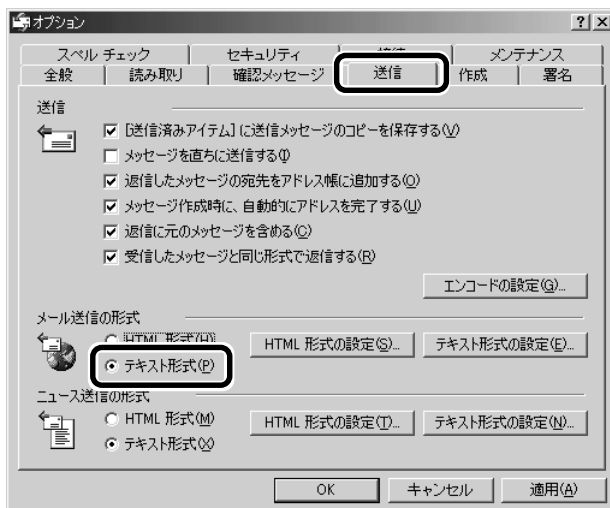 オプション
スペル チェック セキュリティ 接続 メンテナンス
全般 読み取り 確認メッセージ 送信 作成 署名
送信
[送信済みアイテム] に送信メッセージのコピーを保存する(V)
メッセージを直ちに送信する(I)
返信したメッセージの宛先をアドレス帳に追加する(O)
メッセージ作成時に、自動的にアドレスを完了する(U)
返信に元のメッセージを含める(C)
受信したメッセージと同じ形式で返信する(R)
エンコードの設定(G)...
メール送信の形式
HTML 形式(H) HTML 形式の設定(S)... テキスト形式の設定(E)...
テキスト形式(P)
ニュース送信の形式
HTML 形式(M) HTML 形式の設定(T)... テキスト形式の設定(N)...
テキスト形式(X)
OK キャンセル 適用(A)